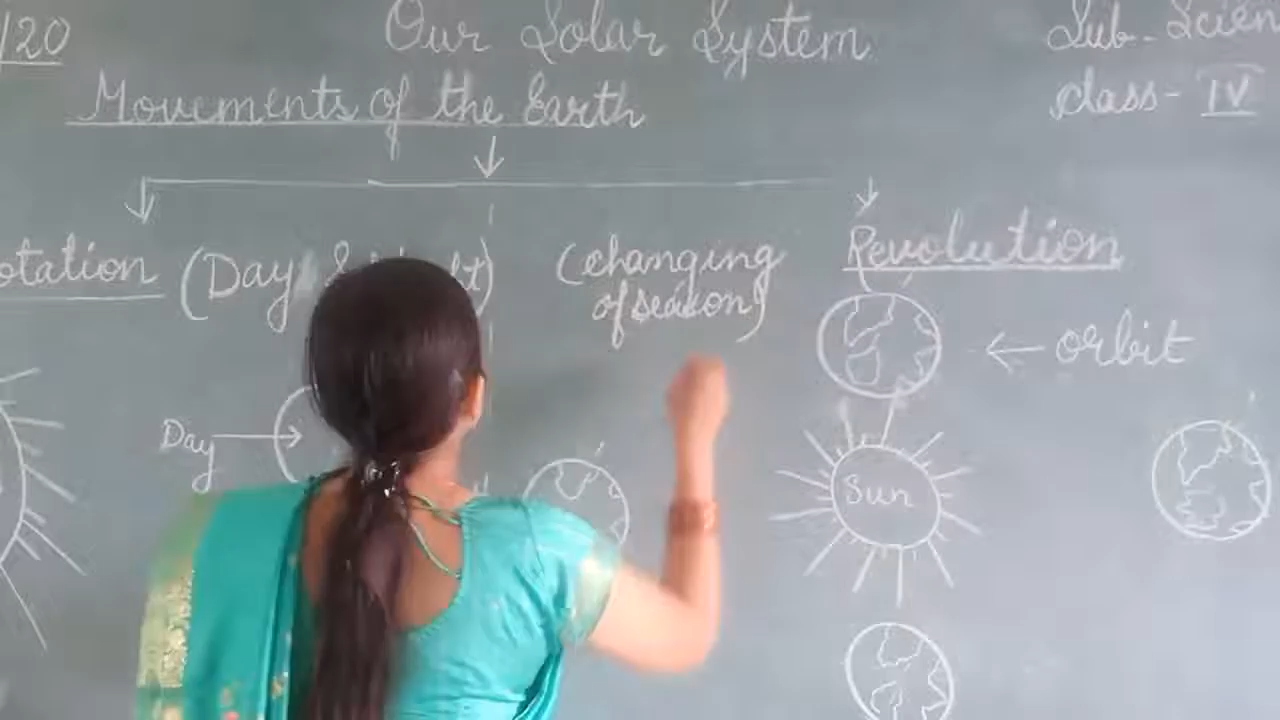 /20
Our Solar System
Sub- Scien
Movements of the Earth
class- IV
otation (Day & Night) (changing
of season)
Revolution
orbit
Day
Sun